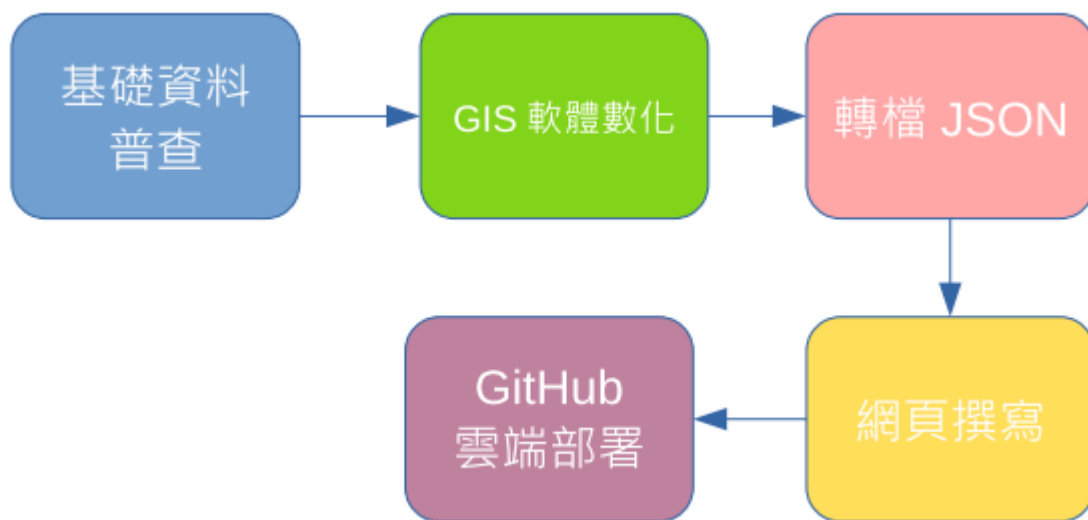 基礎資料
普查
GIS 軟體數化
轉檔 JSON
網頁撰寫
GitHub
雲端部署